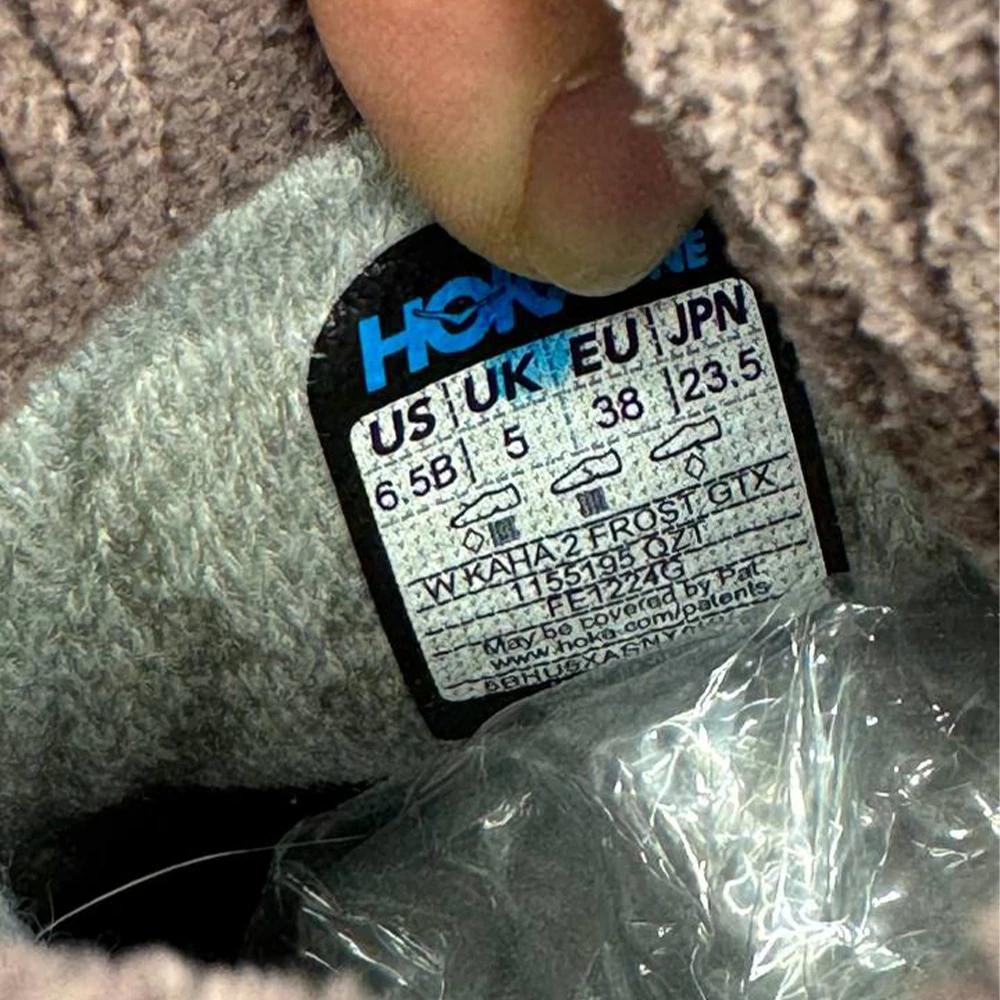 HOKA ONE
US | UK | EU | JPN
6.5B | 5 | 38 | 23.5
W KAHA 2 FROST GTX
1155195 QZT
FE1224G
May be covered by Pat.
www.hoka.com/patents